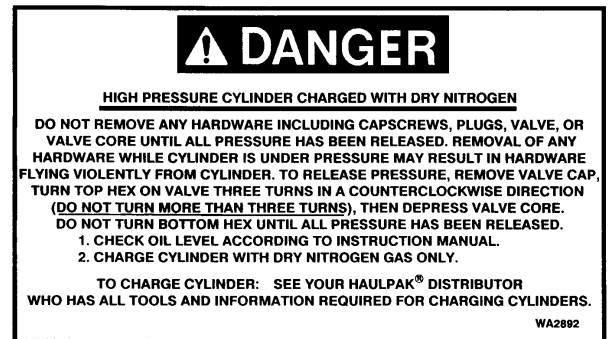 DANGER
HIGH PRESSURE CYLINDER CHARGED WITH DRY NITROGEN
DO NOT REMOVE ANY HARDWARE INCLUDING CAPSCREWS, PLUGS, VALVE, OR
VALVE CORE UNTIL ALL PRESSURE HAS BEEN RELEASED. REMOVAL OF ANY
HARDWARE WHILE CYLINDER IS UNDER PRESSURE MAY RESULT IN HARDWARE
FLYING VIOLENTLY FROM CYLINDER. TO RELEASE PRESSURE, REMOVE VALVE CAP,
TURN TOP HEX ON VALVE THREE TURNS IN A COUNTERCLOCKWISE DIRECTION
(DO NOT TURN MORE THAN THREE TURNS), THEN DEPRESS VALVE CORE.
DO NOT TURN BOTTOM HEX UNTIL ALL PRESSURE HAS BEEN RELEASED.
1. CHECK OIL LEVEL ACCORDING TO INSTRUCTION MANUAL.
2. CHARGE CYLINDER WITH DRY NITROGEN GAS ONLY.
TO CHARGE CYLINDER: SEE YOUR HAULPAK® DISTRIBUTOR
WHO HAS ALL TOOLS AND INFORMATION REQUIRED FOR CHARGING CYLINDERS.
WA2892